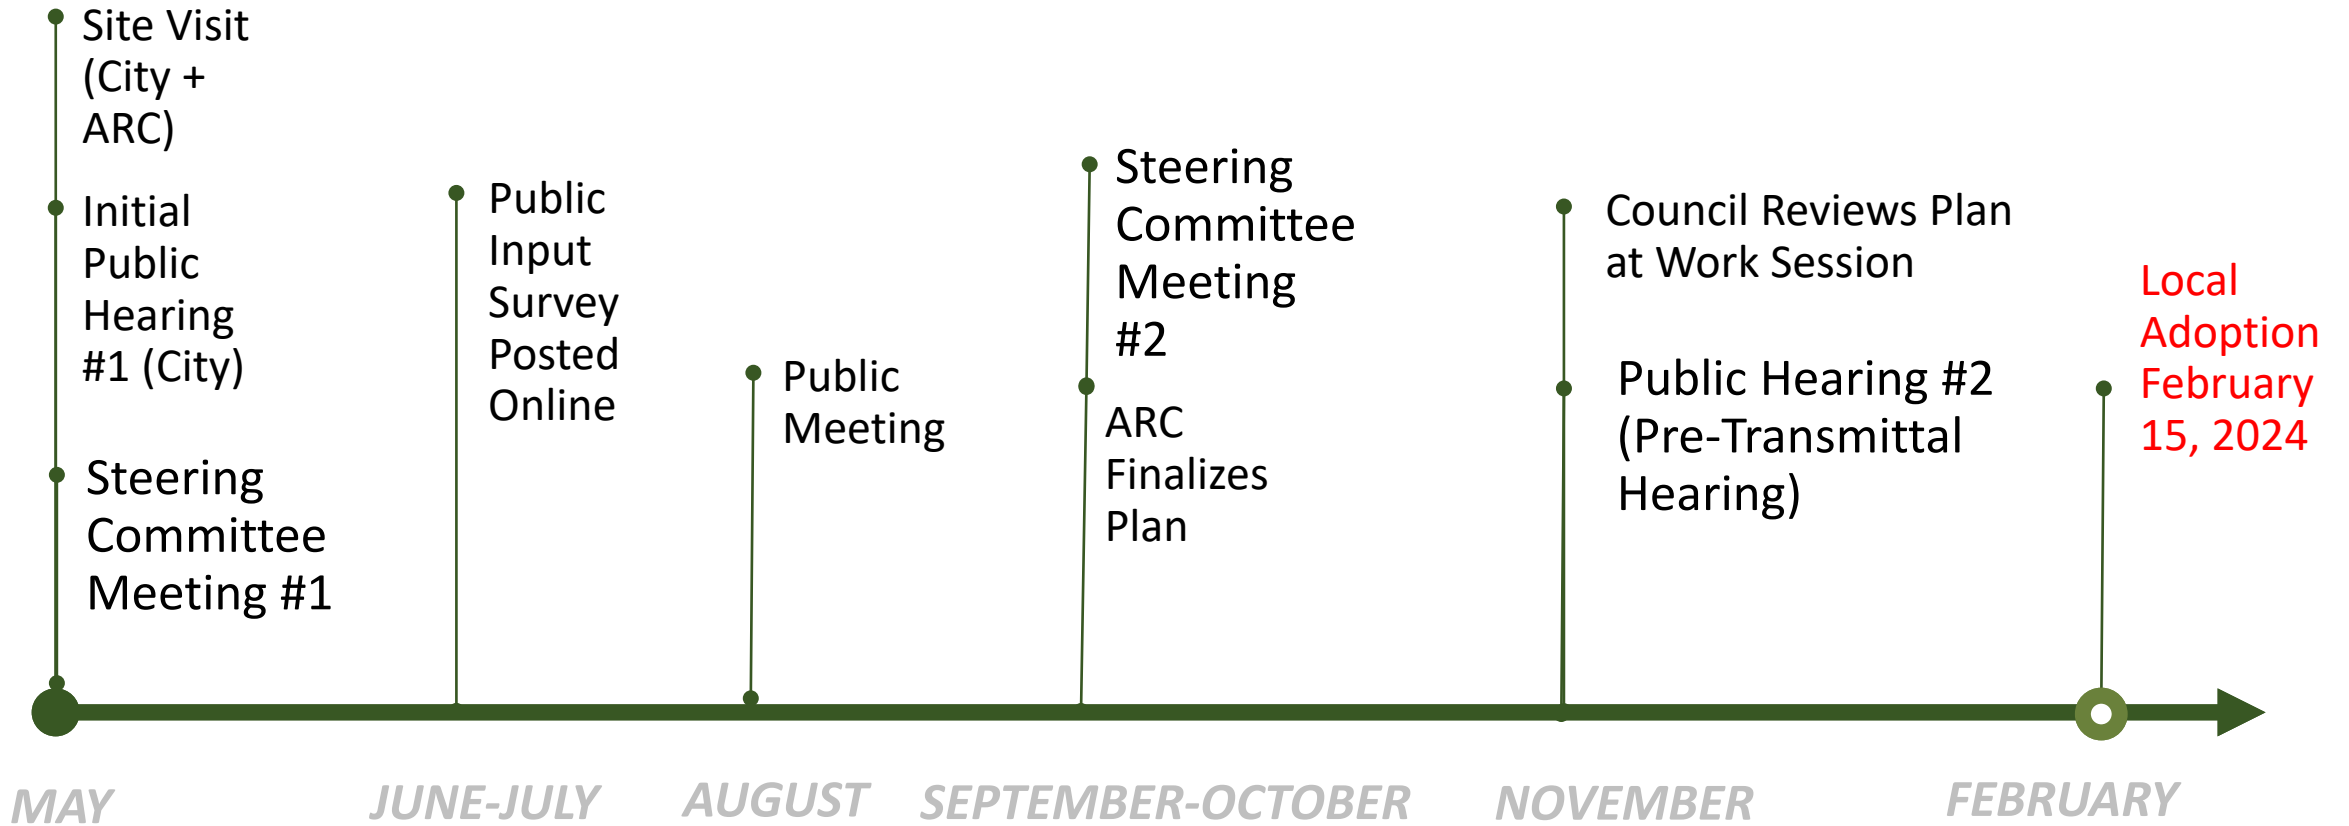 Site Visit
(City +
ARC)
Initial
Public
Hearing
#1 (City)
Steering
Committee
Meeting #1
Public
Input
Survey
Posted
Online
Public
Meeting
Steering
Committee
Meeting
#2
ARC
Finalizes
Plan
Council Reviews Plan
at Work Session
Public Hearing #2
(Pre-Transmittal
Hearing)
Local
Adoption
February
15, 2024
MAY
JUNE-JULY
AUGUST
SEPTEMBER-OCTOBER
NOVEMBER
FEBRUARY